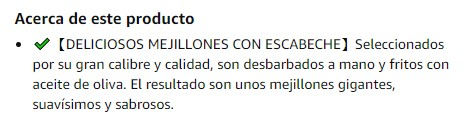 Acerca de este producto
• ✔【DELICIOSOS MEJILLONES CON ESCABECHE】Seleccionados
por su gran calibre y calidad, son desbarbados a mano y fritos con
aceite de oliva. El resultado son unos mejillones gigantes,
suavísimos y sabrosos.